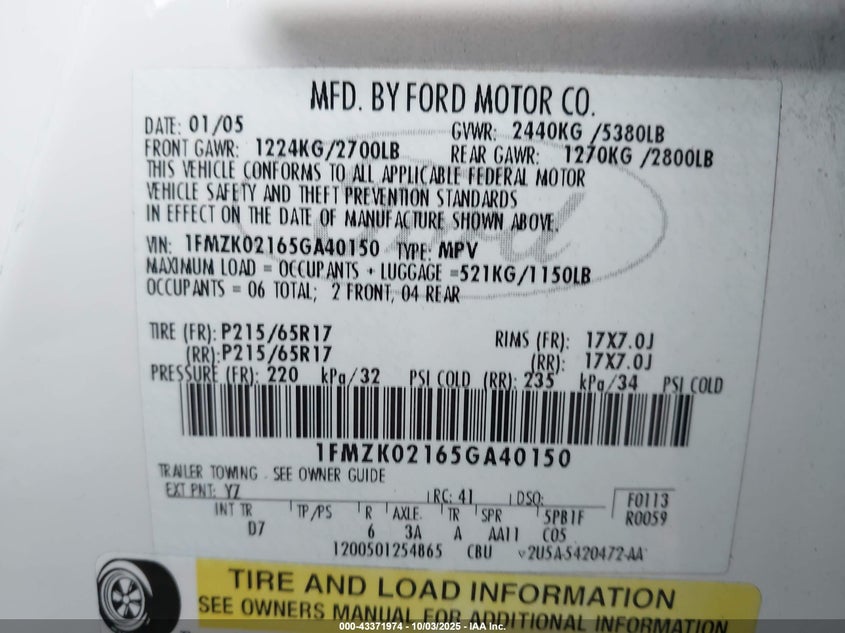 MFD. BY FORD MOTOR CO.
DATE: 01/05 GVWR: 2440KG /5380LB
FRONT GAWR: 1224KG/2700LB REAR GAWR: 1270KG /2800LB
THIS VEHICLE CONFORMS TO ALL APPLICABLE FEDERAL MOTOR
VEHICLE SAFETY AND THEFT PREVENTION STANDARDS
IN EFFECT ON THE DATE OF MANUFACTURE SHOWN ABOVE.
Ford
VIN: 1FMZK02165GA40150 TYPE: MPV
MAXIMUM LOAD = OCCUPANTS + LUGGAGE =521KG/1150LB
OCCUPANTS = 06 TOTAL; 2 FRONT, 04 REAR
TIRE (FR): P215/65R17 RIMS (FR): 17X7.0J
(RR): P215/65R17 (RR): 17X7.0J
PRESSURE (FR): 220 kPa/32 PSI COLD (RR): 235 kPa/34 PSI COLD
1FMZK02165GA40150
TRAILER TOWING - SEE OWNER GUIDE
EXT PNT: YZ RC: 41 DSO: F0113
INT TR TP/PS R AXLE TR SPR 5PB1F R0059
D7 6 3A A AA11 C05
1200501254865 CBU V2U5A-5420472-AA
TIRE AND LOAD INFORMATION
SEE OWNERS MANUAL FOR ADDITIONAL INFORMATION
000-43371974 - 10/03/2025 - IAA Inc.